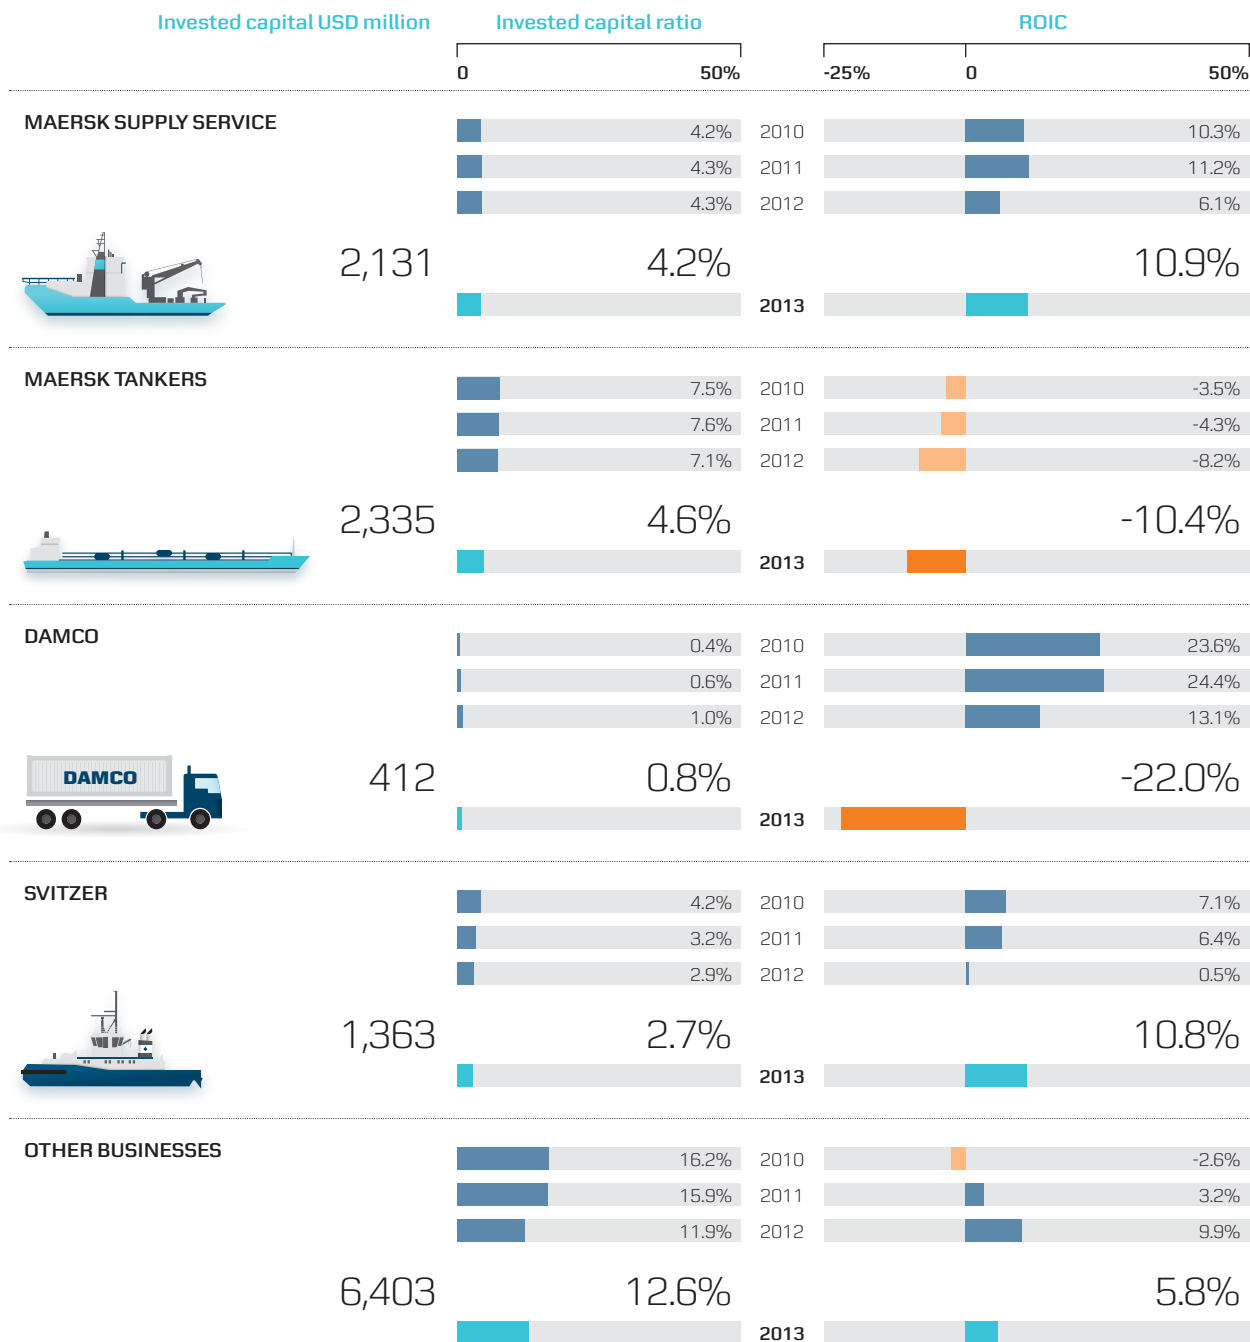 Invested capital USD million Invested capital ratio ROIC
0 50% -25% 0 50%
MAERSK SUPPLY SERVICE
4.2% 2010 10.3%
4.3% 2011 11.2%
4.3% 2012 6.1%
2,131 4.2% 10.9%
2013
MAERSK TANKERS
7.5% 2010 -3.5%
7.6% 2011 -4.3%
7.1% 2012 -8.2%
2,335 4.6% -10.4%
2013
DAMCO
0.4% 2010 23.6%
0.6% 2011 24.4%
1.0% 2012 13.1%
DAMCO 412 0.8% -22.0%
2013
SVITZER
4.2% 2010 7.1%
3.2% 2011 6.4%
2.9% 2012 0.5%
1,363 2.7% 10.8%
2013
OTHER BUSINESSES
16.2% 2010 -2.6%
15.9% 2011 3.2%
11.9% 2012 9.9%
6,403 12.6% 5.8%
2013